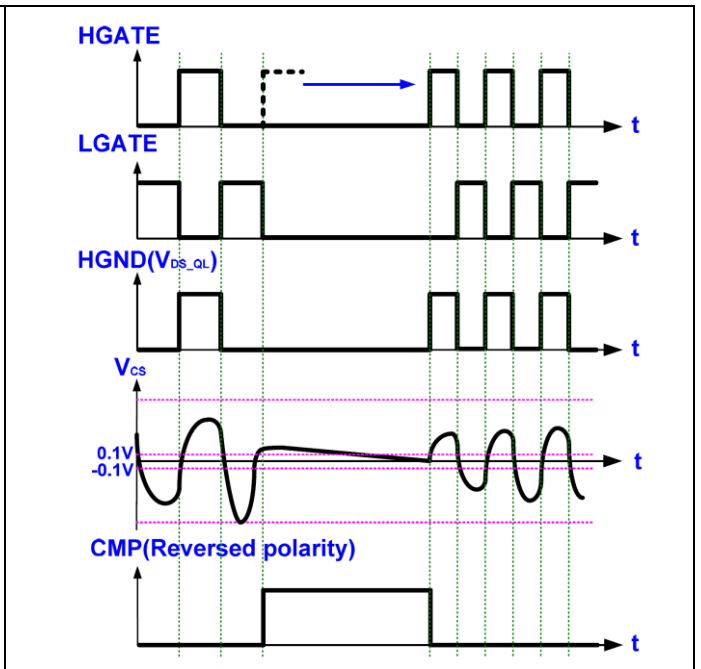 HGATE
t
LGATE
t
HGND(VDS_QL)
t
Vcs
0.1V
-0.1V
t
CMP(Reversed polarity)
t